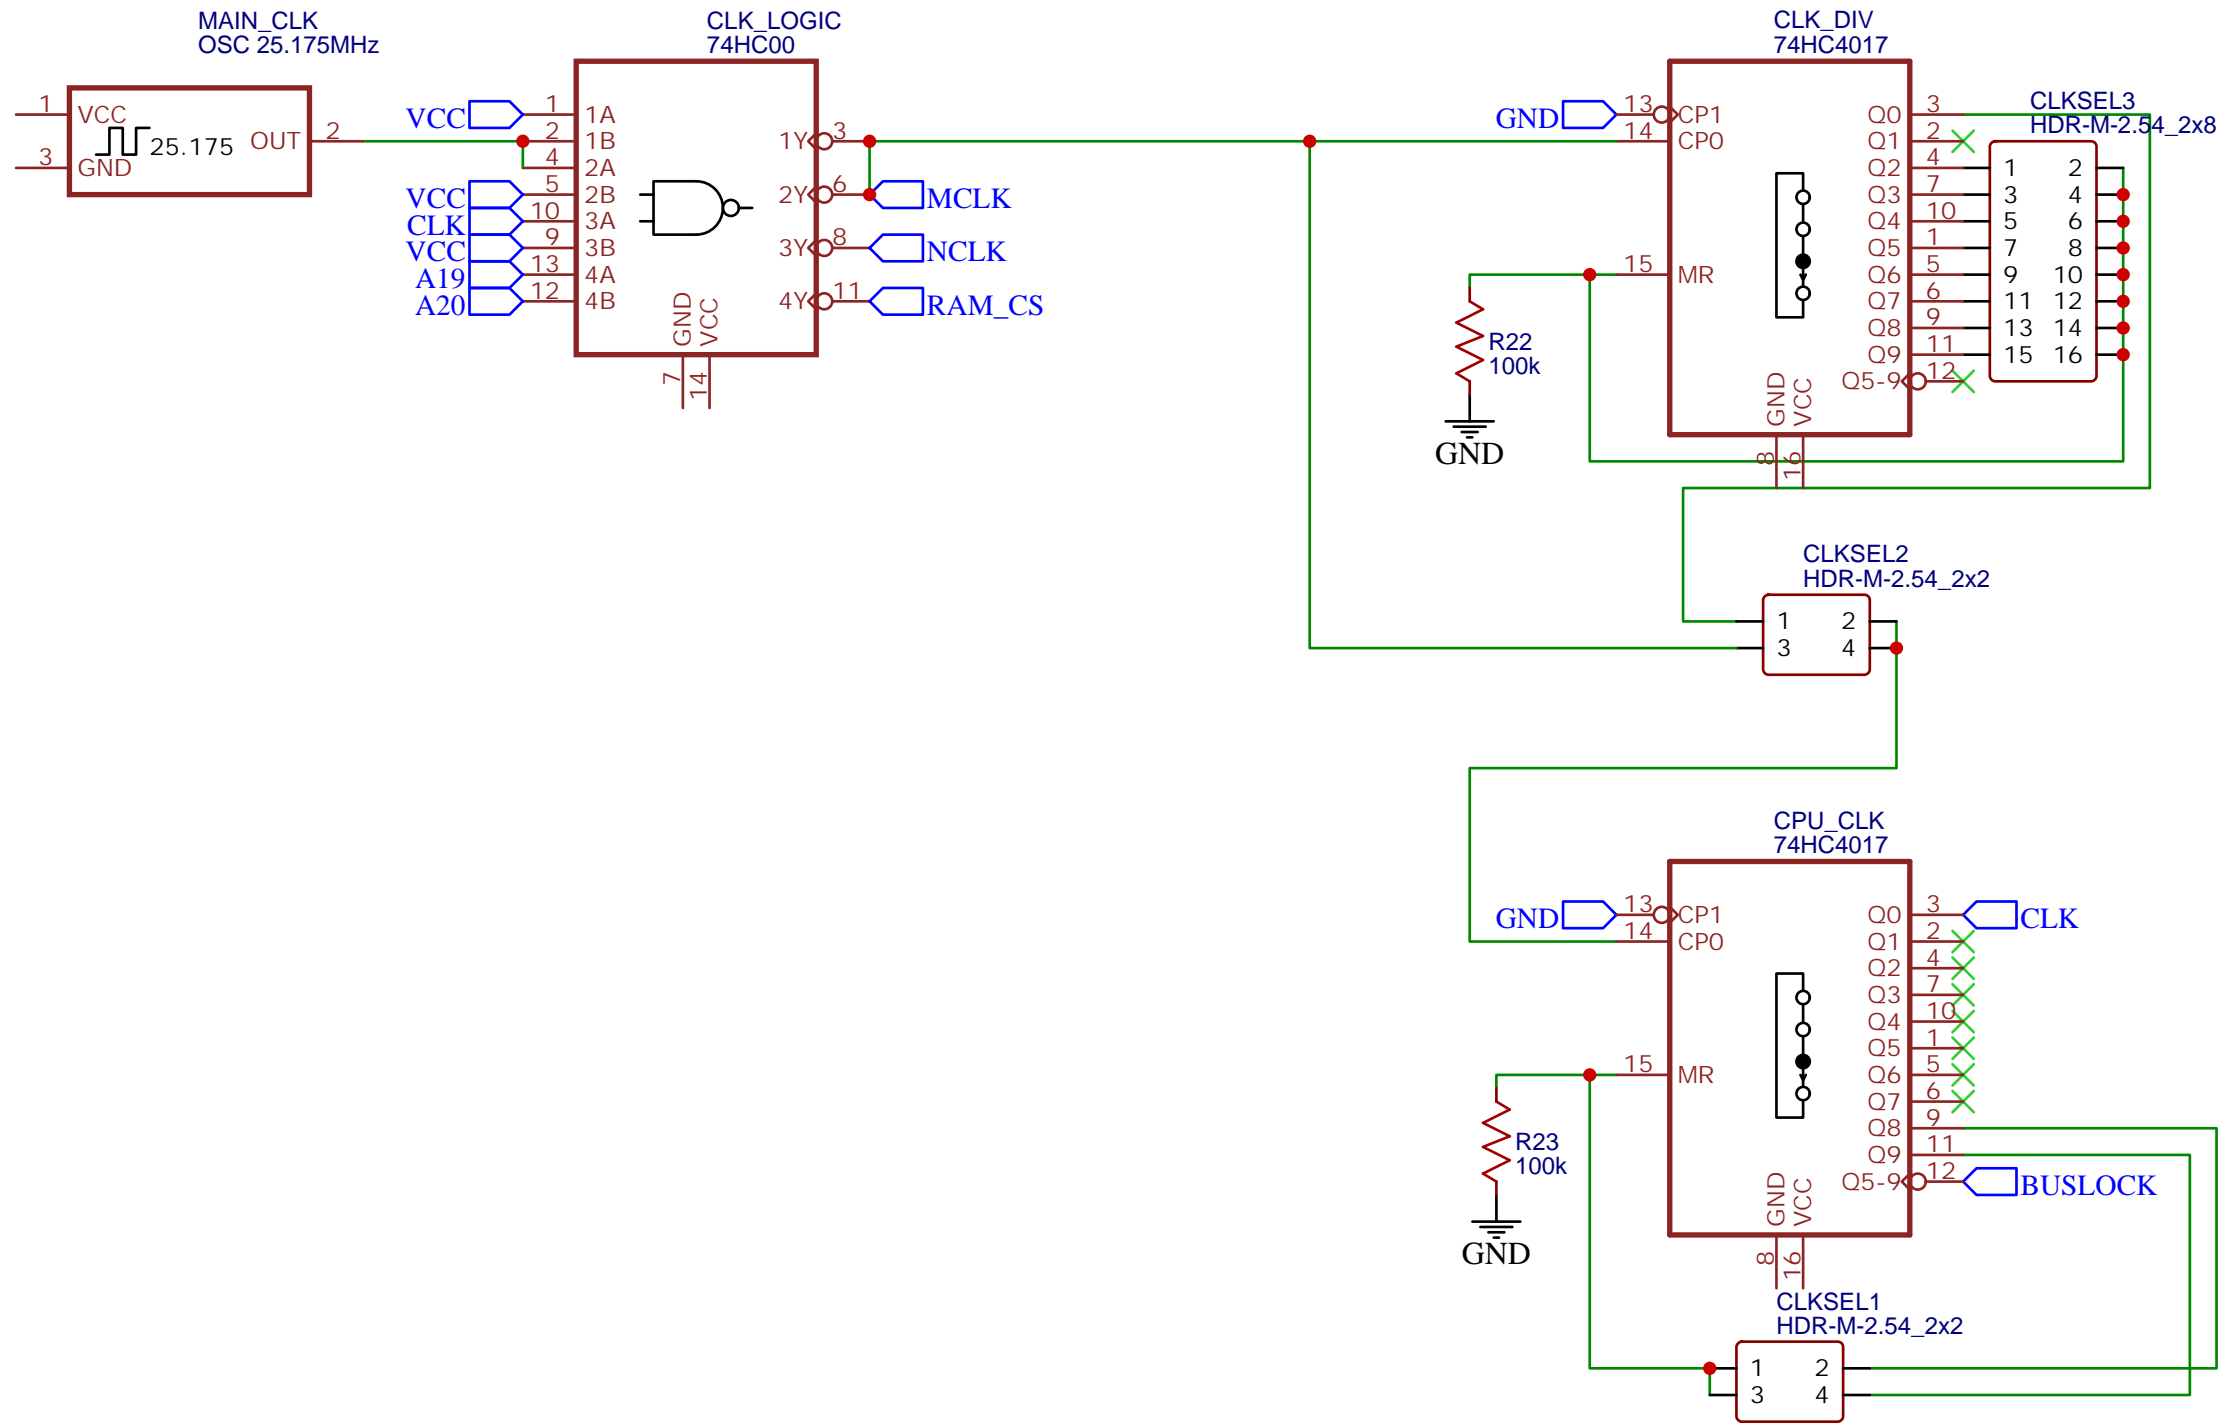 MAIN_CLK
OSC 25.175MHz
1 VCC
25.175 OUT 2
3 GND
CLK_LOGIC
74HC00
VCC 1 1A
2 1B
4 2A
VCC 5 2B
CLK 10 3A
VCC 9 3B
A19 13 4A
A20 12 4B
1Y 3
2Y 6 MCLK
3Y 8 NCLK
4Y 11 RAM_CS
GND VCC
7 14
CLK_DIV
74HC4017
GND 13 CP1
14 CP0
15 MR
R22
100k
GND
Q0 3
Q1 2
Q2 4
Q3 7
Q4 10
Q5 1
Q6 5
Q7 6
Q8 9
Q9 11
Q5-9 12
GND VCC
8 16
CLKSEL3
HDR-M-2.54_2x8
1 2
3 4
5 6
7 8
9 10
11 12
13 14
15 16
CLKSEL2
HDR-M-2.54_2x2
1 2
3 4
CPU_CLK
74HC4017
GND 13 CP1
14 CP0
15 MR
R23
100k
GND
Q0 3 CLK
Q1 2
Q2 4
Q3 7
Q4 10
Q5 1
Q6 5
Q7 6
Q8 9
Q9 11
Q5-9 12 BUSLOCK
GND VCC
8 16
CLKSEL1
HDR-M-2.54_2x2
1 2
3 4